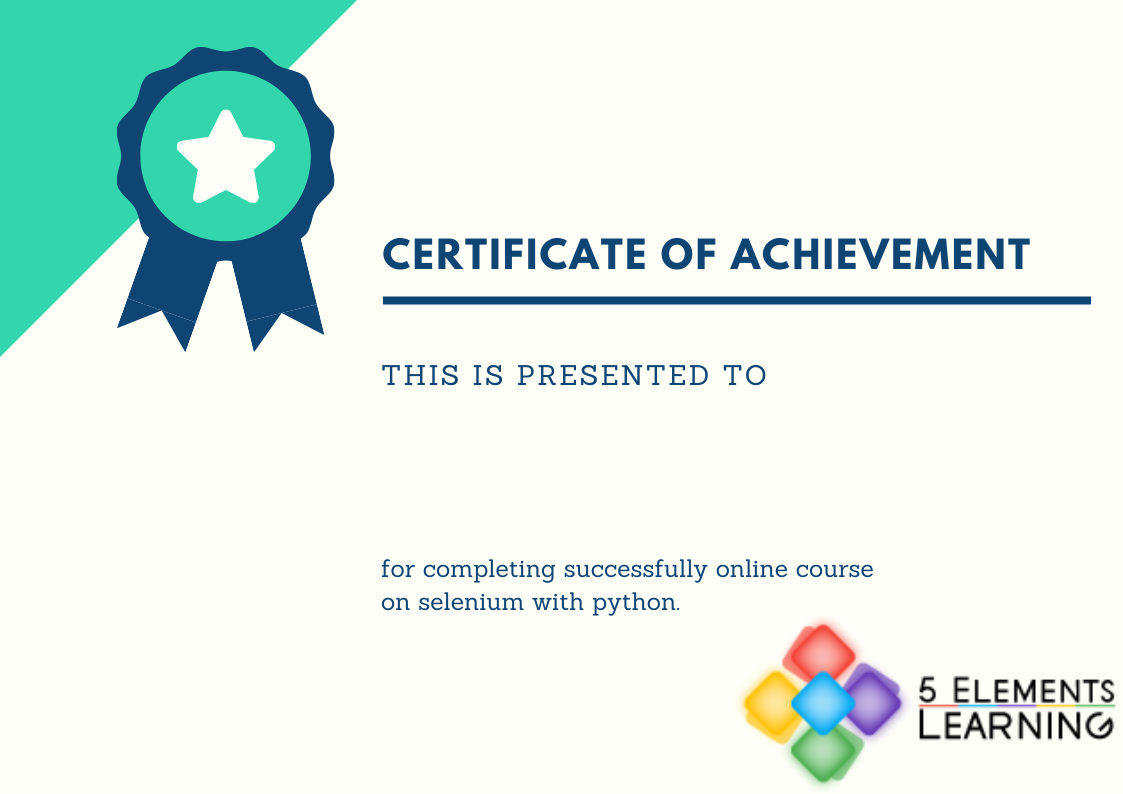 CERTIFICATE OF ACHIEVEMENT
THIS IS PRESENTED TO
for completing successfully online course
on selenium with python.
5 ELEMENTS
LEARNING